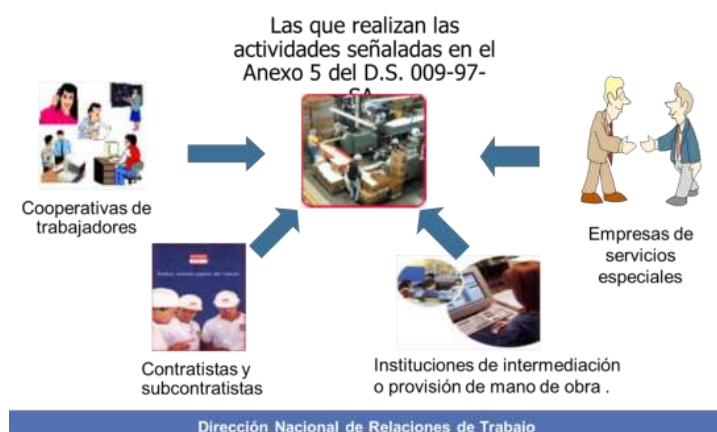 Las que realizan las
actividades señaladas en el
Anexo 5 del D.S. 009-97-
SA
Cooperativas de
trabajadores
Empresas de
servicios
especiales
Contratistas y
subcontratistas
Instituciones de intermediación
o provisión de mano de obra .
Dirección Nacional de Relaciones de Trabajo